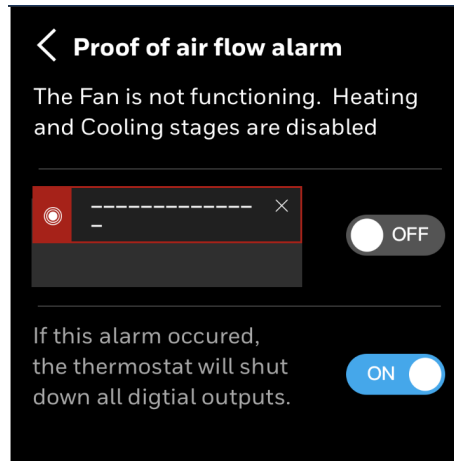 Proof of air flow alarm
The Fan is not functioning. Heating
and Cooling stages are disabled
_____________
_
OFF
If this alarm occured,
the thermostat will shut
down all digtial outputs.
ON